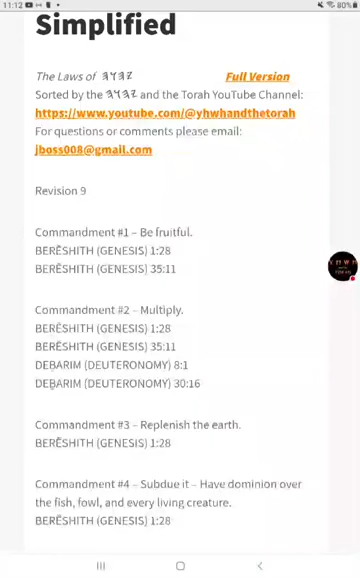 11:12
80%
Simplified
The Laws of 𐤉𐤄𐤅𐤄 Full Version
Sorted by the 𐤉𐤄𐤅𐤄 and the Torah YouTube Channel:
https://www.youtube.com/@yhwhandthetorah
For questions or comments please email:
jboss008@gmail.com
Revision 9
Commandment #1 – Be fruitful.
BERĔSHITH (GENESIS) 1:28
BERĔSHITH (GENESIS) 35:11
Commandment #2 – Multiply.
BERĔSHITH (GENESIS) 1:28
BERĔSHITH (GENESIS) 35:11
DEḆARIM (DEUTERONOMY) 8:1
DEḆARIM (DEUTERONOMY) 30:16
Commandment #3 – Replenish the earth.
BERĔSHITH (GENESIS) 1:28
Commandment #4 – Subdue it – Have dominion over
the fish, fowl, and every living creature.
BERĔSHITH (GENESIS) 1:28